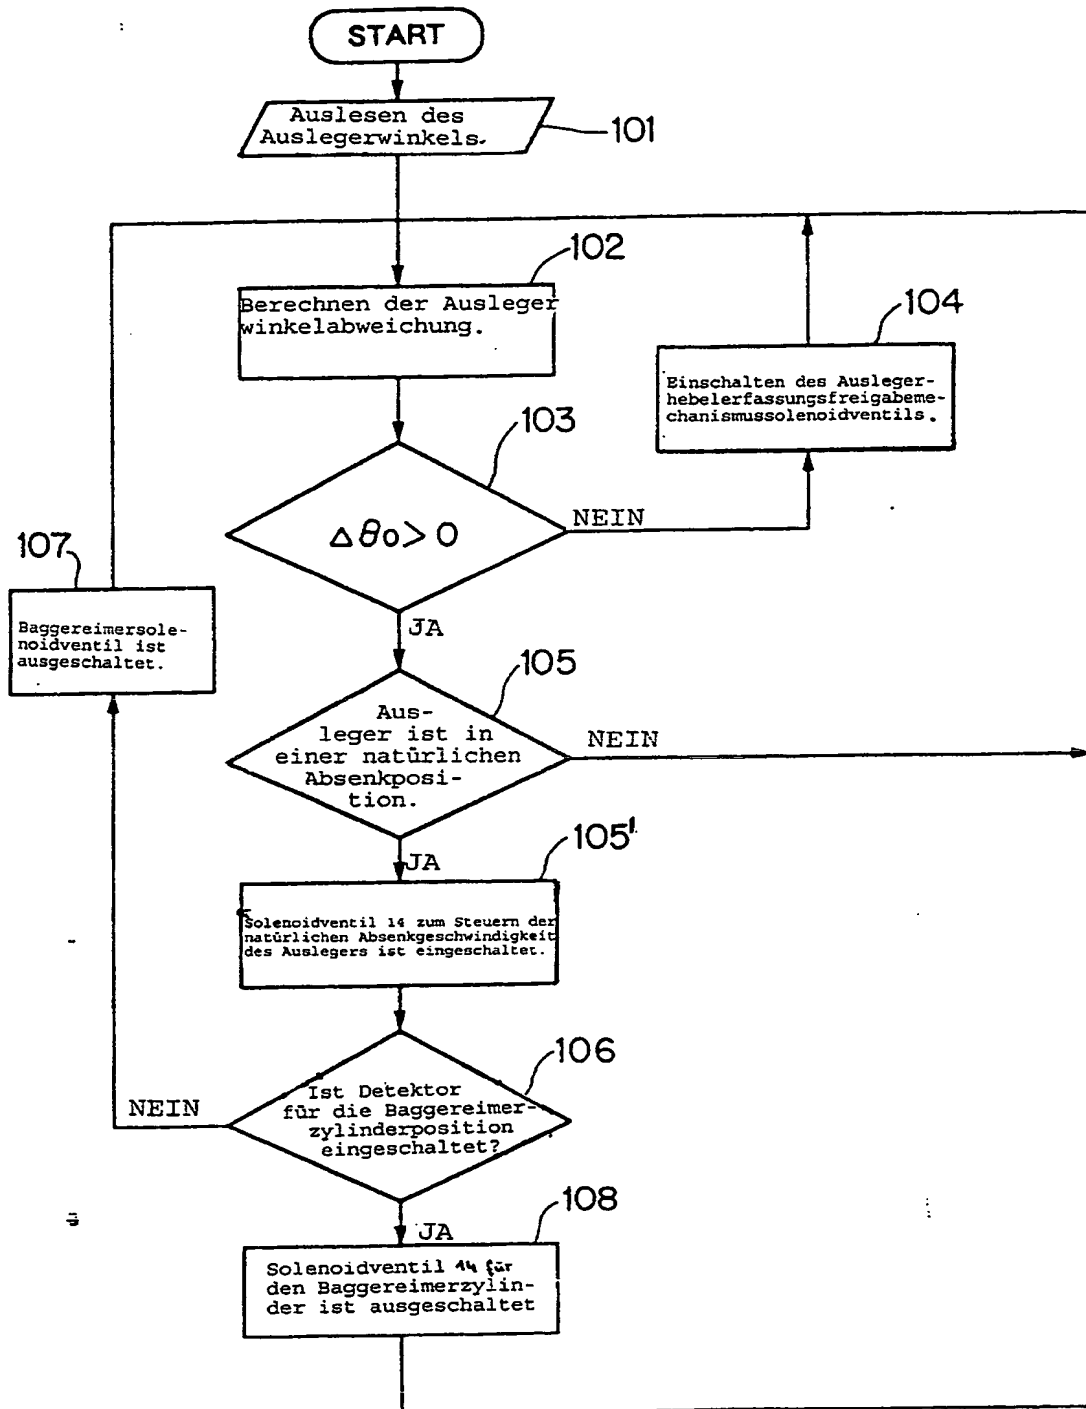 START
Auslesen des
Auslegerwinkels.
101
102
Berechnen der Ausleger
winkelabweichung.
104
Einschalten des Ausleger-
hebelerfassungsfreigabeme-
chanismussolenoidventils.
103
Δθo > 0
NEIN
107
Baggereimersole-
noidventil ist
ausgeschaltet.
JA
105
Aus-
leger ist in
einer natürlichen
Absenkposi-
tion.
NEIN
JA
105'
Solenoidventil 14 zum Steuern der
natürlichen Absenkgeschwindigkeit
des Auslegers ist eingeschaltet.
106
Ist Detektor
für die Baggereimer-
zylinderposition
eingeschaltet?
NEIN
JA
108
Solenoidventil 14 für
den Baggereimerzylin-
der ist ausgeschaltet